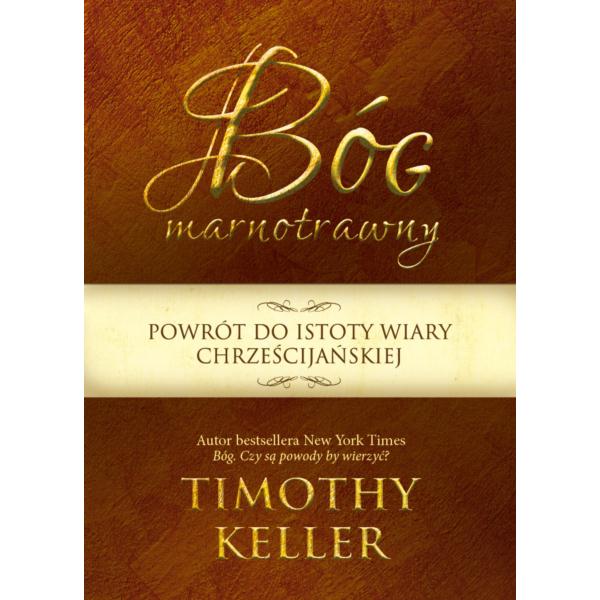 Bóg
marnotrawny
POWRÓT DO ISTOTY WIARY
CHRZEŚCIJAŃSKIEJ
Autor bestsellera New York Times
Bóg. Czy są powody by wierzyć?
TIMOTHY
KELLER